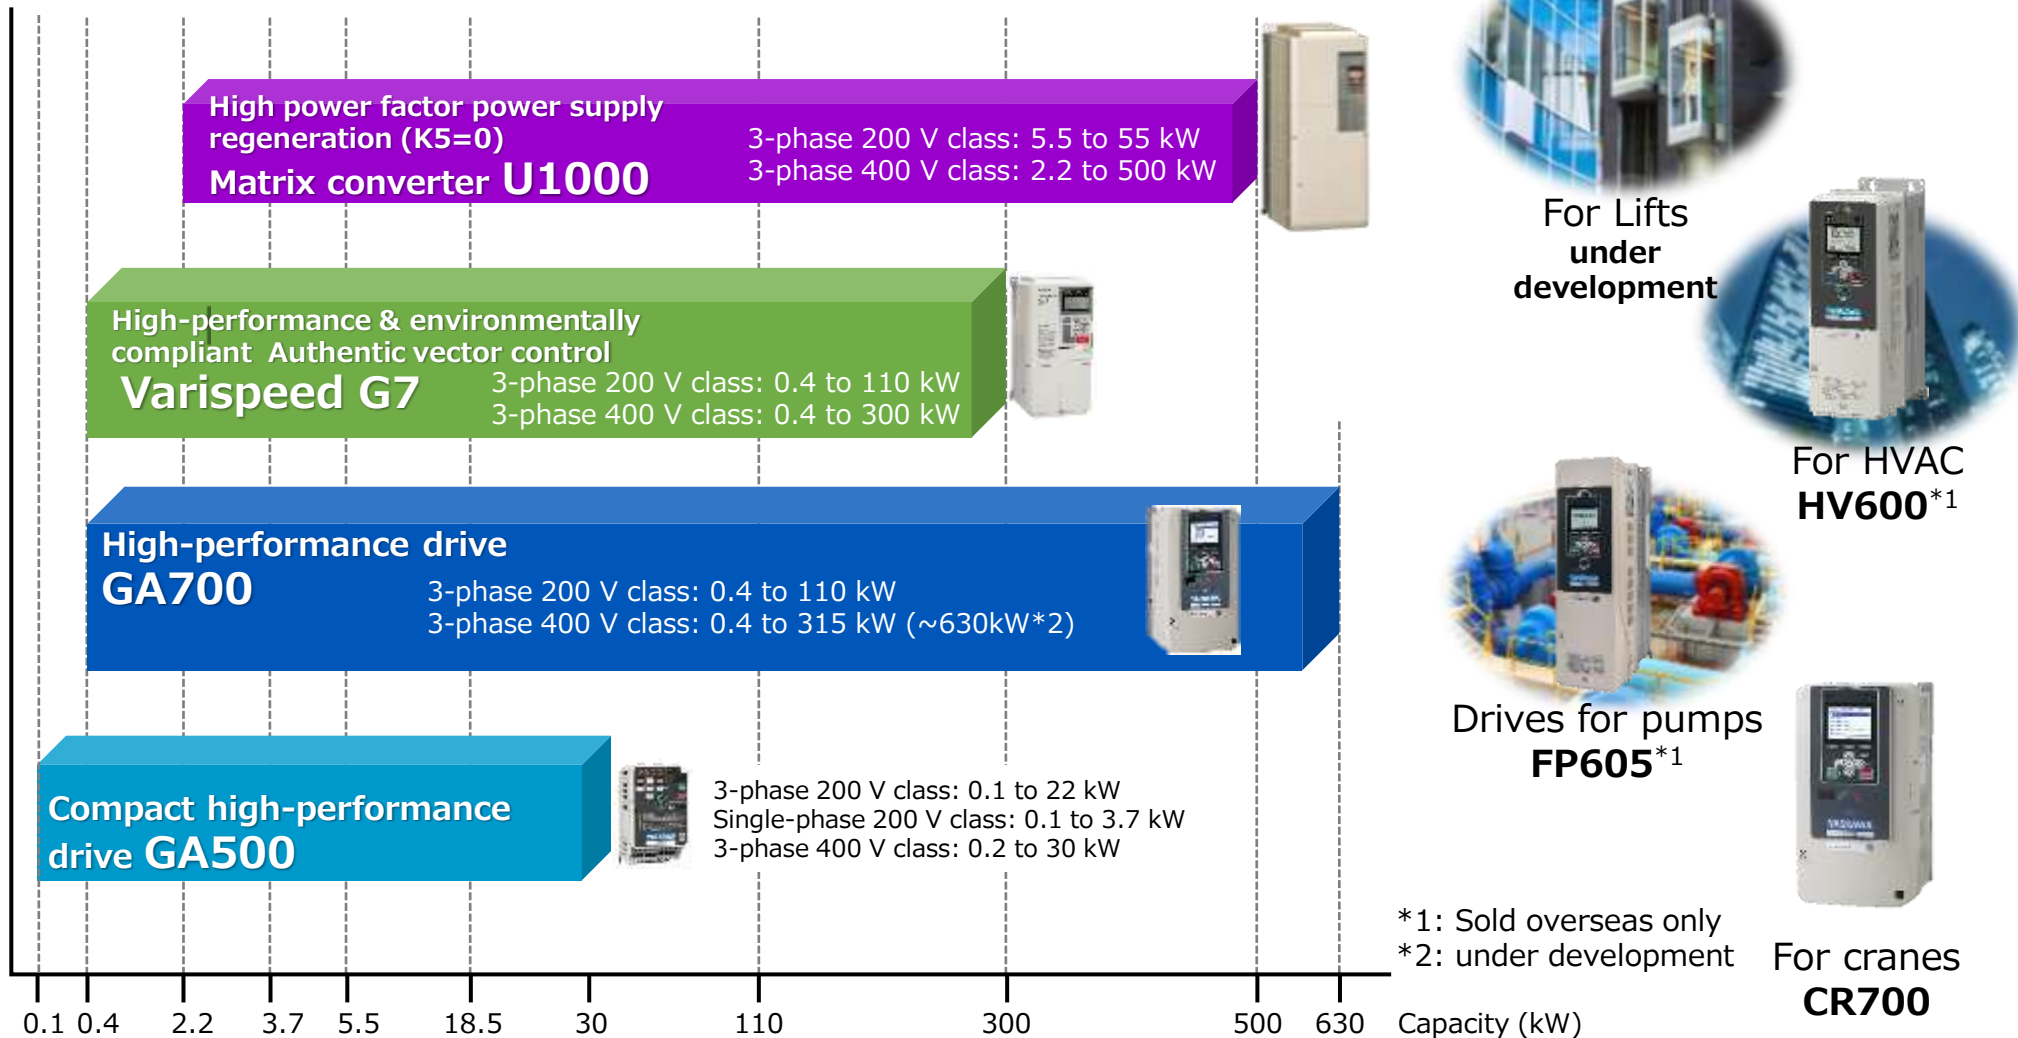 High power factor power supply
regeneration (K5=0)
Matrix converter U1000
3-phase 200 V class: 5.5 to 55 kW
3-phase 400 V class: 2.2 to 500 kW
High-performance & environmentally
compliant Authentic vector control
Varispeed G7
3-phase 200 V class: 0.4 to 110 kW
3-phase 400 V class: 0.4 to 300 kW
High-performance drive
GA700
3-phase 200 V class: 0.4 to 110 kW
3-phase 400 V class: 0.4 to 315 kW (~630kW*2)
Compact high-performance
drive GA500
3-phase 200 V class: 0.1 to 22 kW
Single-phase 200 V class: 0.1 to 3.7 kW
3-phase 400 V class: 0.2 to 30 kW
0.1 0.4 2.2 3.7 5.5 18.5 30 110 300 500 630 Capacity (kW)
For Lifts
under
development
For HVAC
HV600*1
Drives for pumps
FP605*1
*1: Sold overseas only
*2: under development
For cranes
CR700